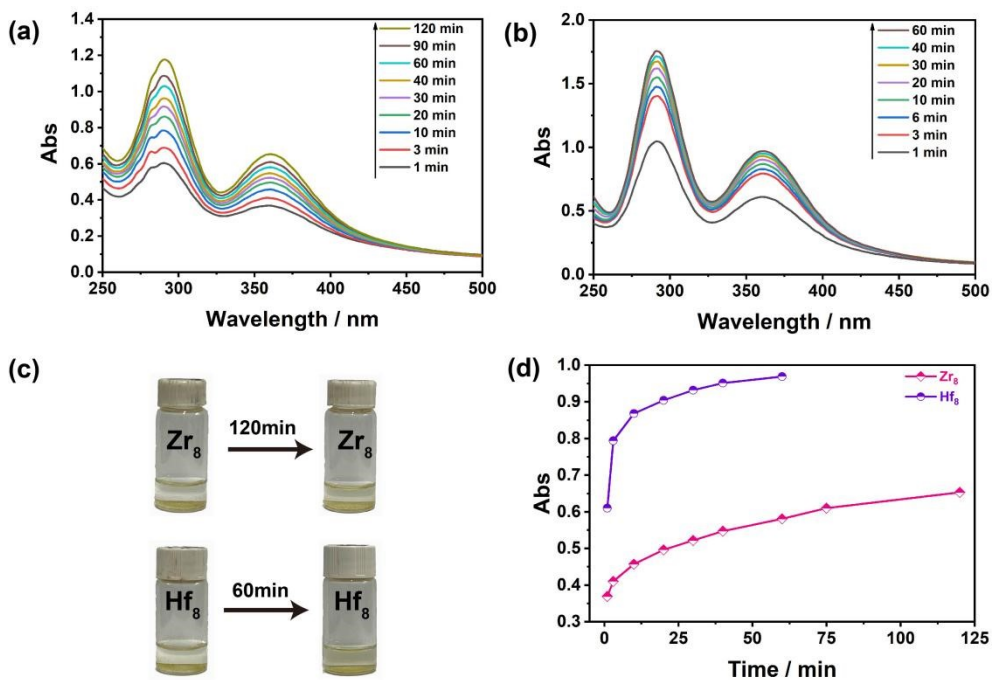 (a)
1.4
1.2
1.0
0.8
0.6
0.4
0.2
0.0
Abs
120 min
90 min
60 min
40 min
30 min
20 min
10 min
3 min
1 min
250 300 350 400 450 500
Wavelength / nm
(b)
2.0
1.5
1.0
0.5
0.0
Abs
60 min
40 min
30 min
20 min
10 min
6 min
3 min
1 min
250 300 350 400 450 500
Wavelength / nm
(c)
Zr₈ 120min Zr₈
Hf₈ 60min Hf₈
(d)
1.0
0.9
0.8
0.7
0.6
0.5
0.4
0.3
Abs
Zr₈
Hf₈
0 25 50 75 100 125
Time / min